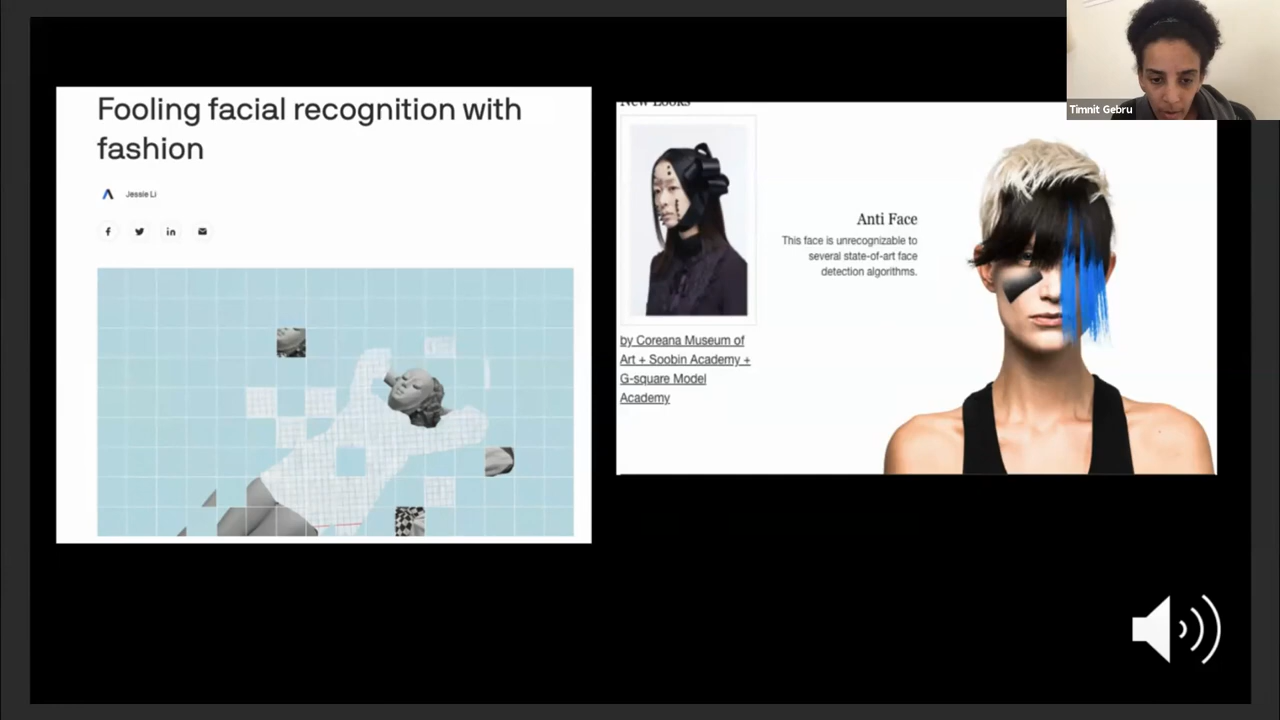 Fooling facial recognition with
fashion
Jessie Li
New Looks
by Coreana Museum of
Art + Soobin Academy +
G-square Model
Academy
Anti Face
This face is unrecognizable to
several state-of-art face
detection algorithms.
Timnit Gebru